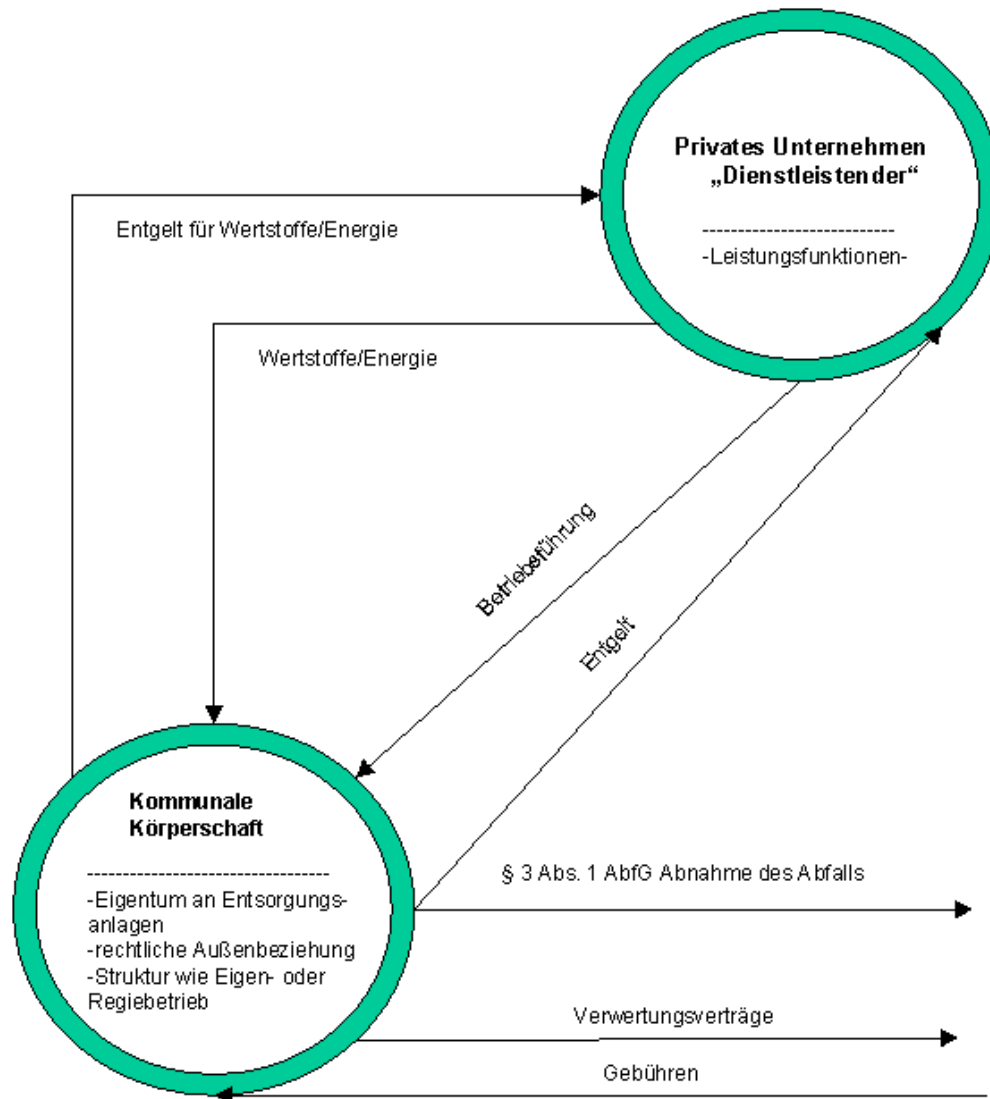 Privates Unternehmen
„Dienstleistender“
---------------------------
-Leistungsfunktionen-
Entgelt für Wertstoffe/Energie
Wertstoffe/Energie
Betriebsführung
Entgelt
Kommunale
Körperschaft
----------------------------------
-Eigentum an Entsorgungs-
anlagen
-rechtliche Außenbeziehung
-Struktur wie Eigen- oder
Regiebetrieb
§ 3 Abs. 1 AbfG Abnahme des Abfalls
Verwertungsverträge
Gebühren